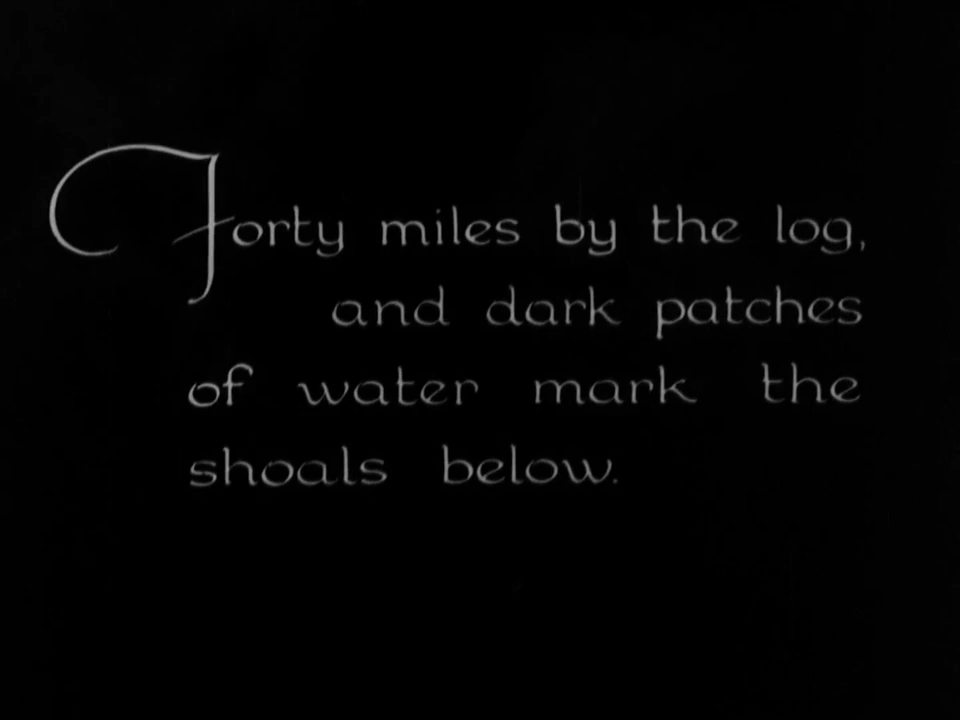 Forty miles by the log,
and dark patches
of water mark the
shoals below.